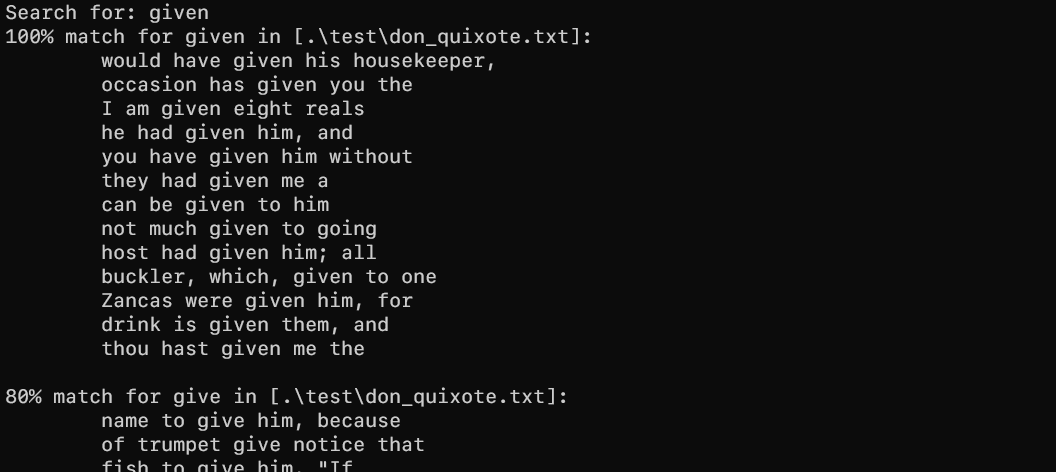 Search for: given
100% match for given in [.\test\don_quixote.txt]:
would have given his housekeeper,
occasion has given you the
I am given eight reals
he had given him, and
you have given him without
they had given me a
can be given to him
not much given to going
host had given him; all
buckler, which, given to one
Zancas were given him, for
drink is given them, and
thou hast given me the
80% match for give in [.\test\don_quixote.txt]:
name to give him, because
of trumpet give notice that
fish to give him. "If